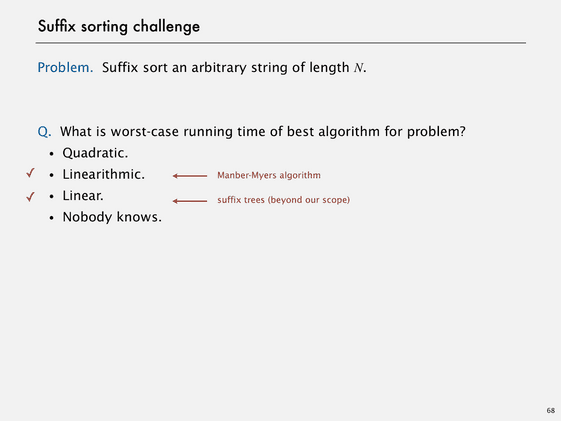 Suffix sorting challenge
Problem. Suffix sort an arbitrary string of length N.
Q. What is worst-case running time of best algorithm for problem?
• Quadratic.
✓ • Linearithmic. Manber-Myers algorithm
✓ • Linear. suffix trees (beyond our scope)
• Nobody knows.
68